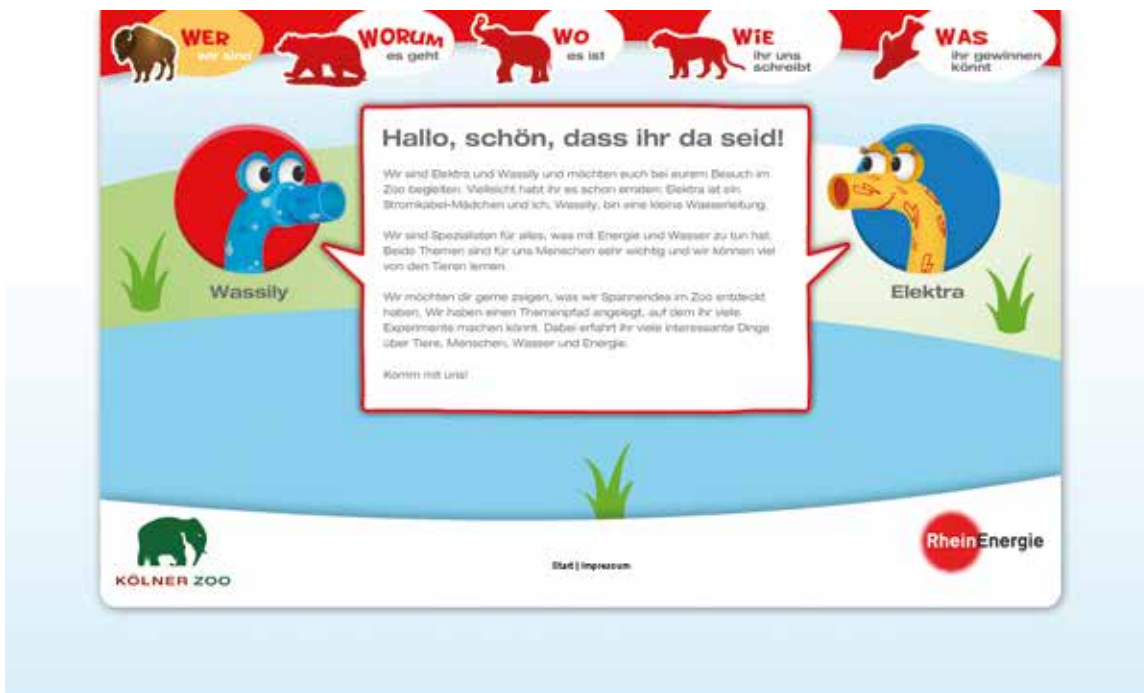 WER
wir sind
WORUM
es geht
WO
es ist
WiE
ihr uns
schreibt
WAS
ihr gewinnen
könnt
Hallo, schön, dass ihr da seid!
Wir sind Elektra und Wassily und möchten euch bei eurem Besuch im
Zoo begleiten. Vielleicht habt ihr es schon erraten: Elektra ist ein
Stromkabel-Mädchen und ich, Wassily, bin eine kleine Wasserleitung.
Wir sind Spezialisten für alles, was mit Energie und Wasser zu tun hat.
Beide Themen sind für uns Menschen sehr wichtig und wir können viel
von den Tieren lernen.
Wir möchten dir gerne zeigen, was wir Spannendes im Zoo entdeckt
haben. Wir haben einen Themenpfad angelegt, auf dem ihr viele
Experimente machen könnt. Dabei erfahrt ihr viele interessante Dinge
über Tiere, Menschen, Wasser und Energie.
Komm mit uns!
Wassily
Elektra
KÖLNER ZOO
Start | Impressum
RheinEnergie